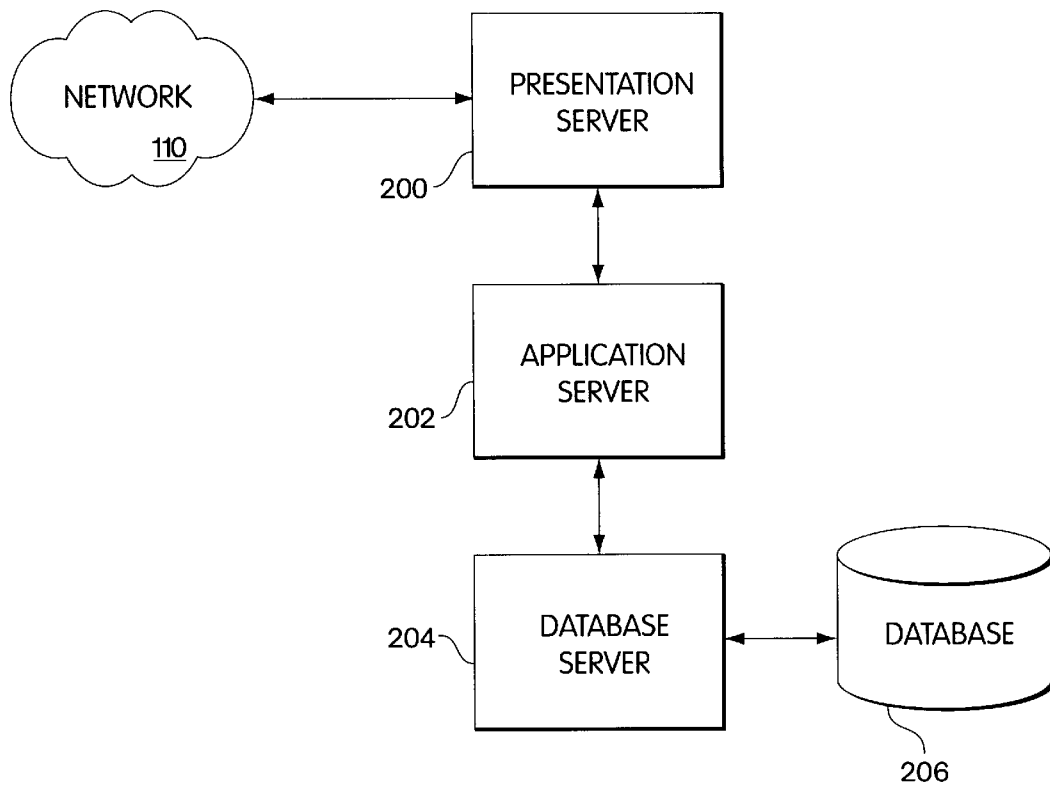 NETWORK
110
PRESENTATION
SERVER
200
APPLICATION
SERVER
202
DATABASE
SERVER
204
DATABASE
206